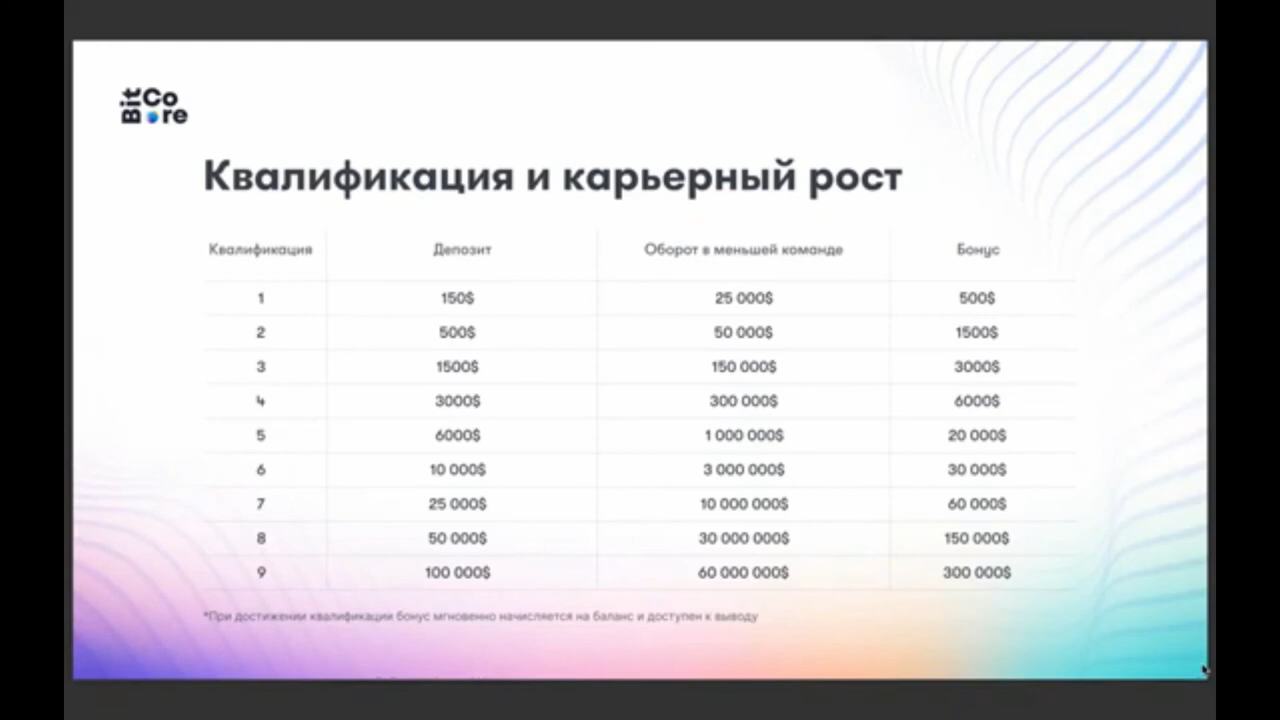 BitCore
Квалификация и карьерный рост
Квалификация Депозит Оборот в меньшей команде Бонус
1 150$ 25 000$ 500$
2 500$ 50 000$ 1500$
3 1500$ 150 000$ 3000$
4 3000$ 300 000$ 6000$
5 6000$ 1 000 000$ 20 000$
6 10 000$ 3 000 000$ 30 000$
7 25 000$ 10 000 000$ 60 000$
8 50 000$ 30 000 000$ 150 000$
9 100 000$ 60 000 000$ 300 000$
*При достижении квалификации бонус мгновенно начисляется на баланс и доступен к выводу